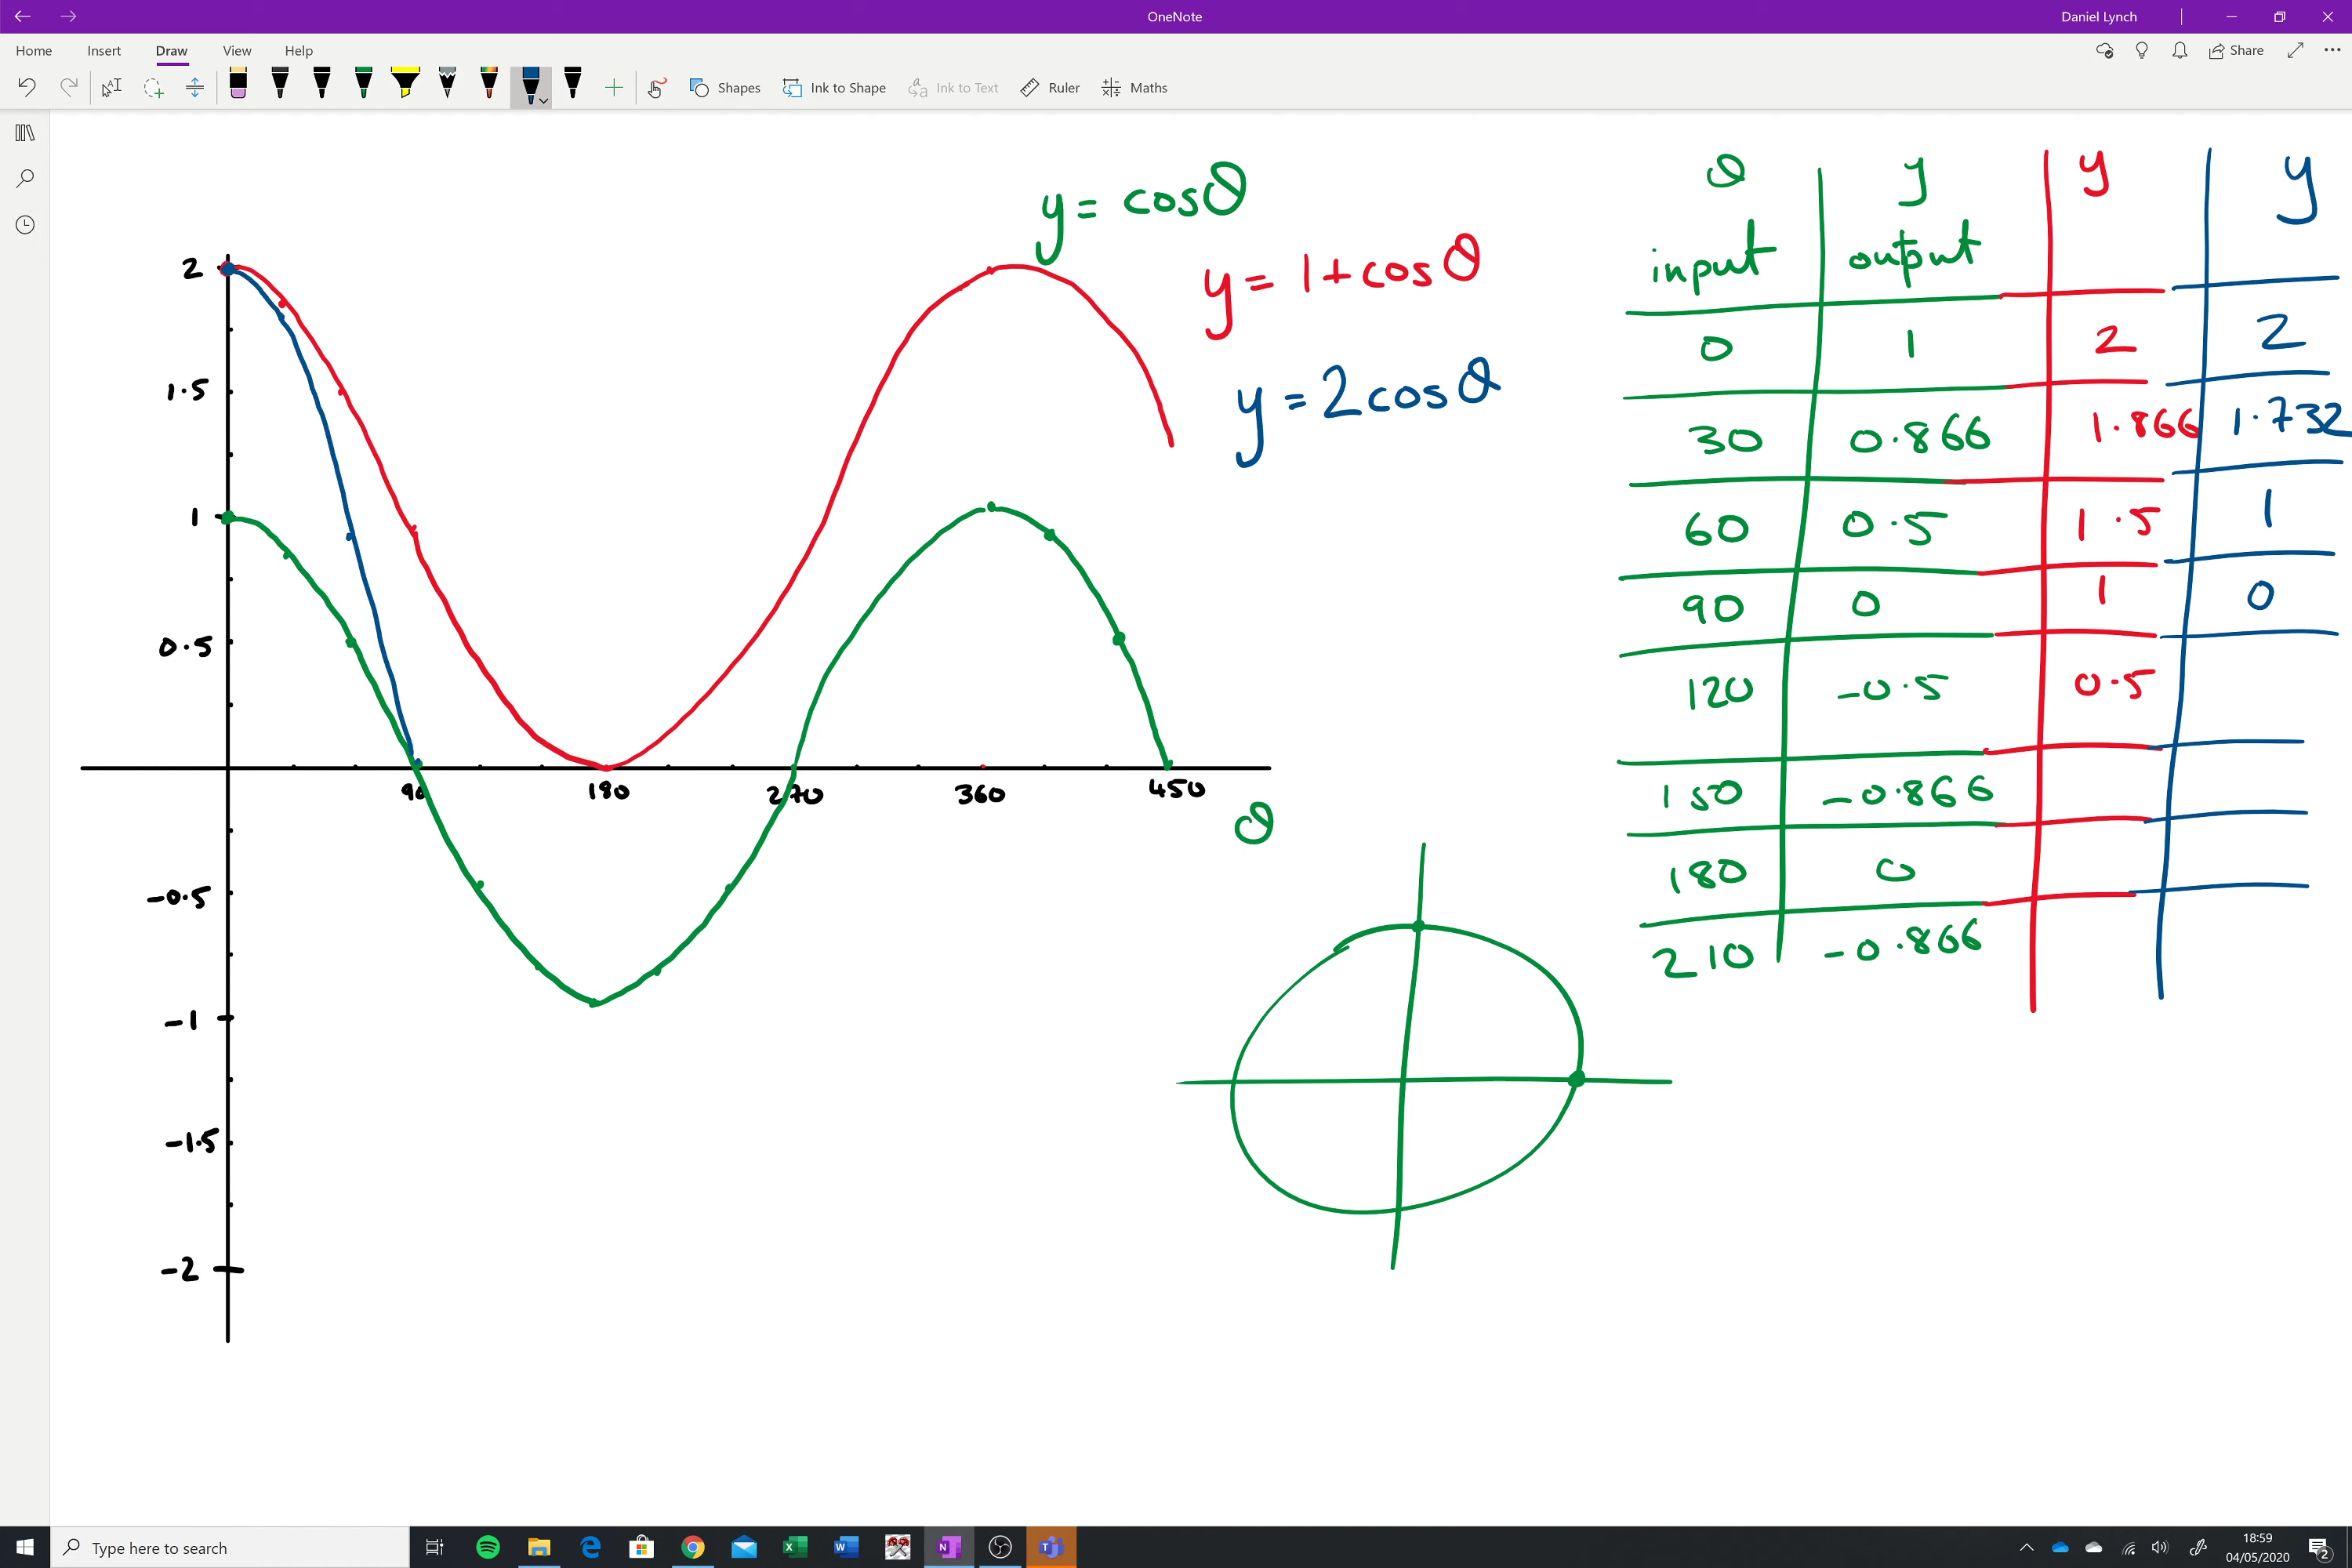 OneNote
Daniel Lynch
Home Insert Draw View Help
Share
Shapes Ink to Shape Ink to Text Ruler Maths
y = cosθ
y = 1 + cosθ
y = 2cosθ
2
1.5
1
0.5
90 180 270 360 450
θ
-0.5
-1
-1.5
-2
θ y y y
input output
0 1 2 2
30 0.866 1.866 1.732
60 0.5 1.5 1
90 0 1 0
120 -0.5 0.5
150 -0.866
180 0
210 -0.866
Type here to search
18:59
04/05/2020
2